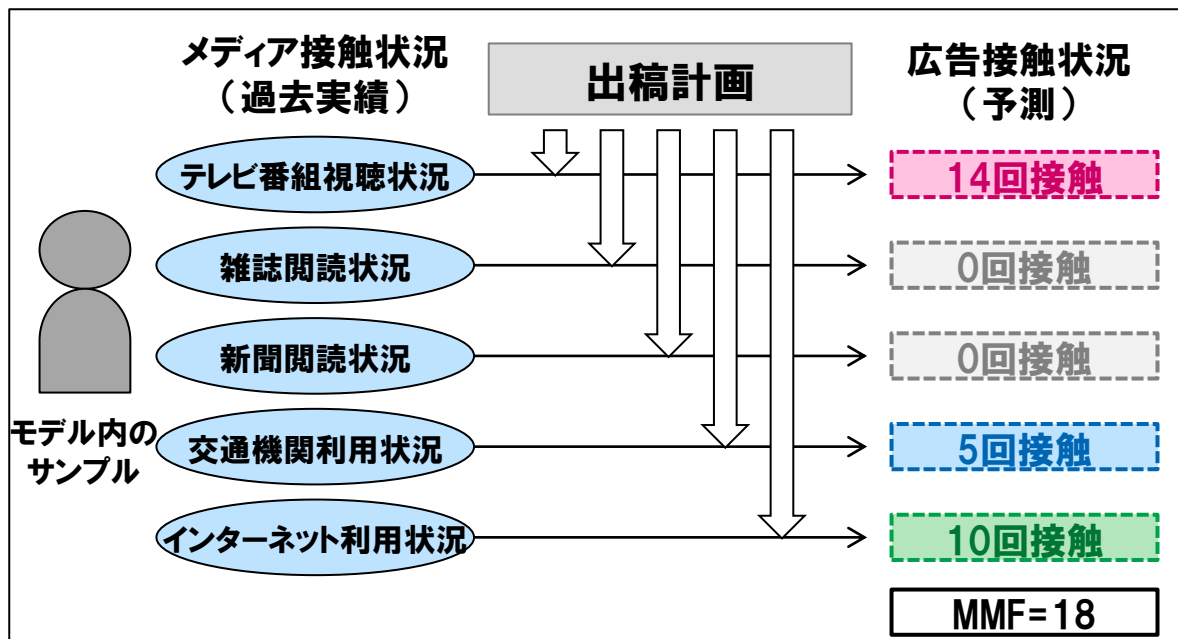 メディア接触状況
（過去実績）
出稿計画
広告接触状況
（予測）
テレビ番組視聴状況
14回接触
雑誌閲読状況
0回接触
新聞閲読状況
0回接触
モデル内の
サンプル
交通機関利用状況
5回接触
インターネット利用状況
10回接触
MMF=18